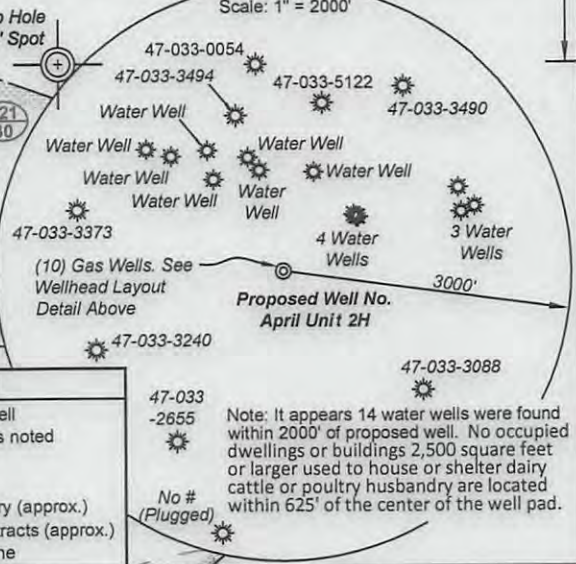 Scale: 1" = 2000'
Hole
' Spot
47-033-0054
47-033-3494
47-033-5122
47-033-3490
Water Well
Water Well
Water Well
Water Well
Water Well
Water
Well
Water Well
47-033-3373
4 Water
Wells
3 Water
Wells
(10) Gas Wells. See
Wellhead Layout
Detail Above
3000'
Proposed Well No.
April Unit 2H
47-033-3240
47-033-3088
47-033
-2655
Note: It appears 14 water wells were found
within 2000' of proposed well. No occupied
dwellings or buildings 2,500 square feet
or larger used to house or shelter dairy
cattle or poultry husbandry are located
within 625' of the center of the well pad.
No #
(Plugged)
noted
(approx.)
(approx.)